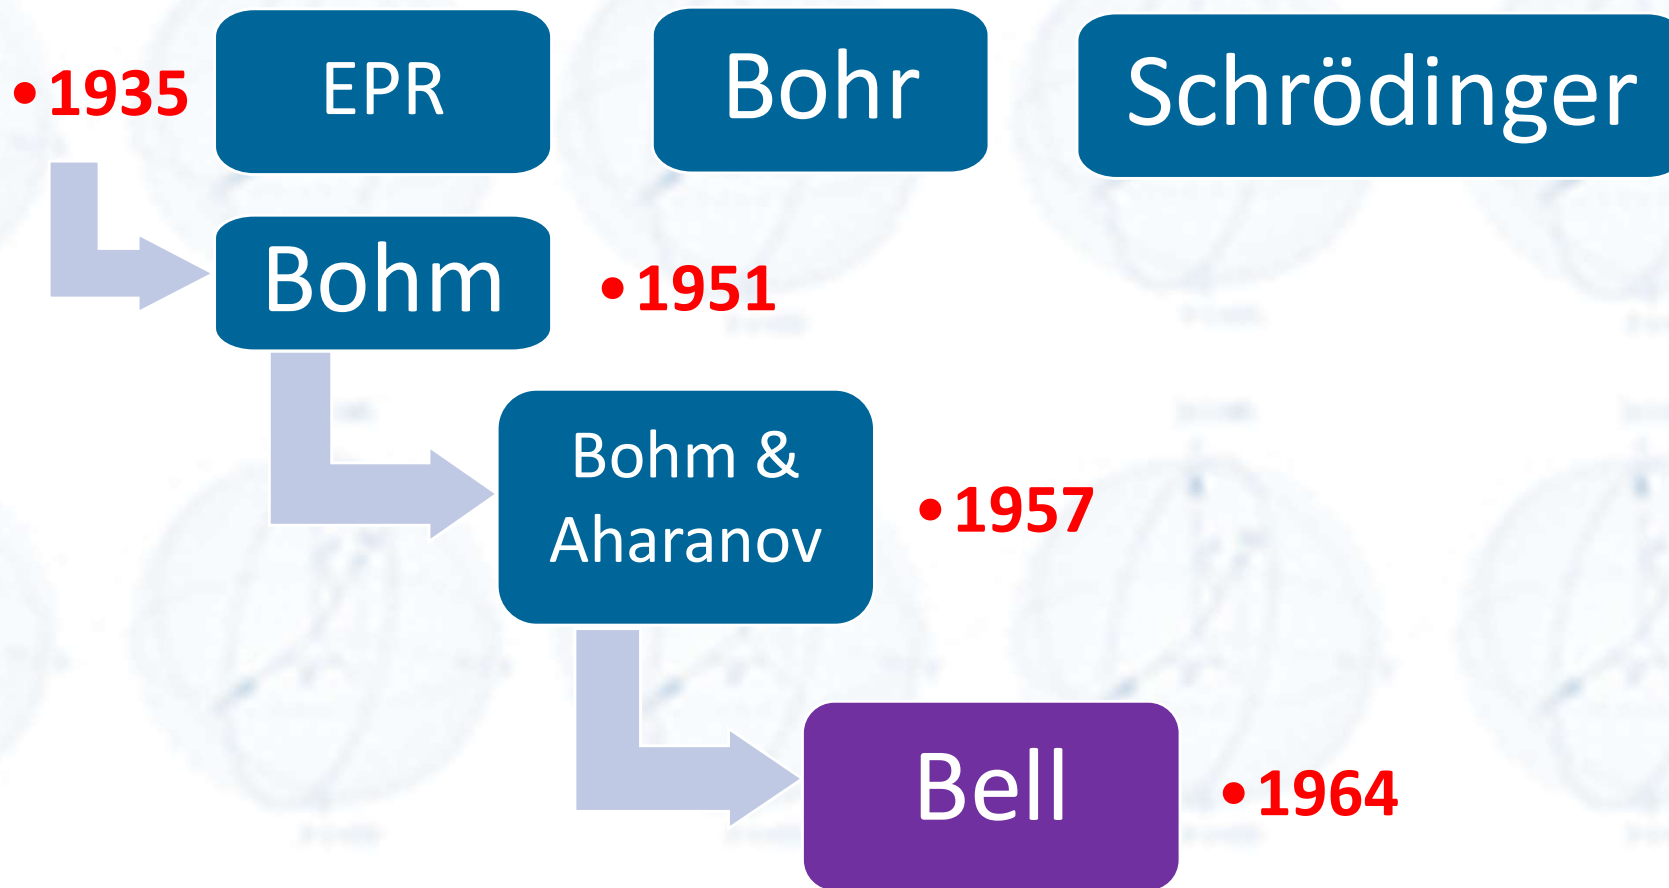 • 1935
EPR
Bohr
Schrödinger
Bohm
• 1951
Bohm &
Aharanov
• 1957
Bell
• 1964